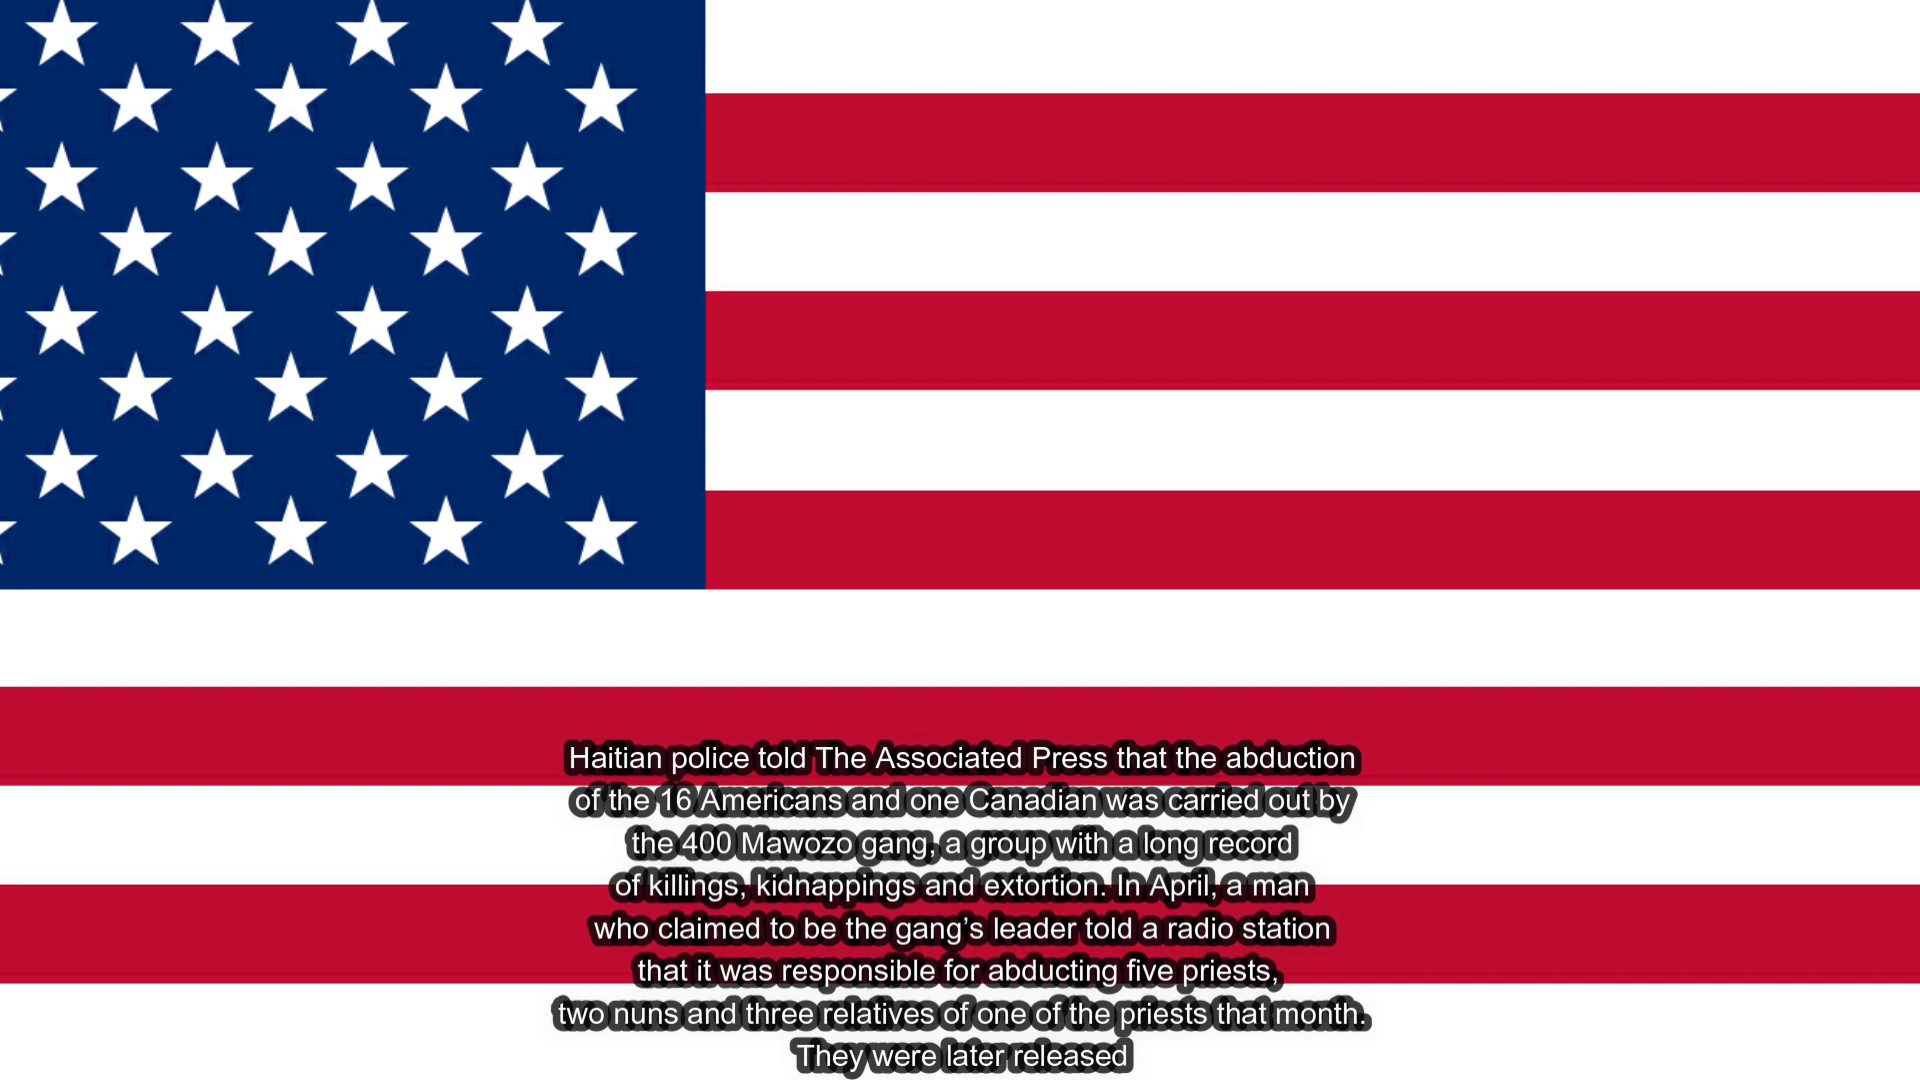 Haitian police told The Associated Press that the abduction
of the 16 Americans and one Canadian was carried out by
the 400 Mawozo gang, a group with a long record
of killings, kidnappings and extortion. In April, a man
who claimed to be the gang’s leader told a radio station
that it was responsible for abducting five priests,
two nuns and three relatives of one of the priests that month.
They were later released